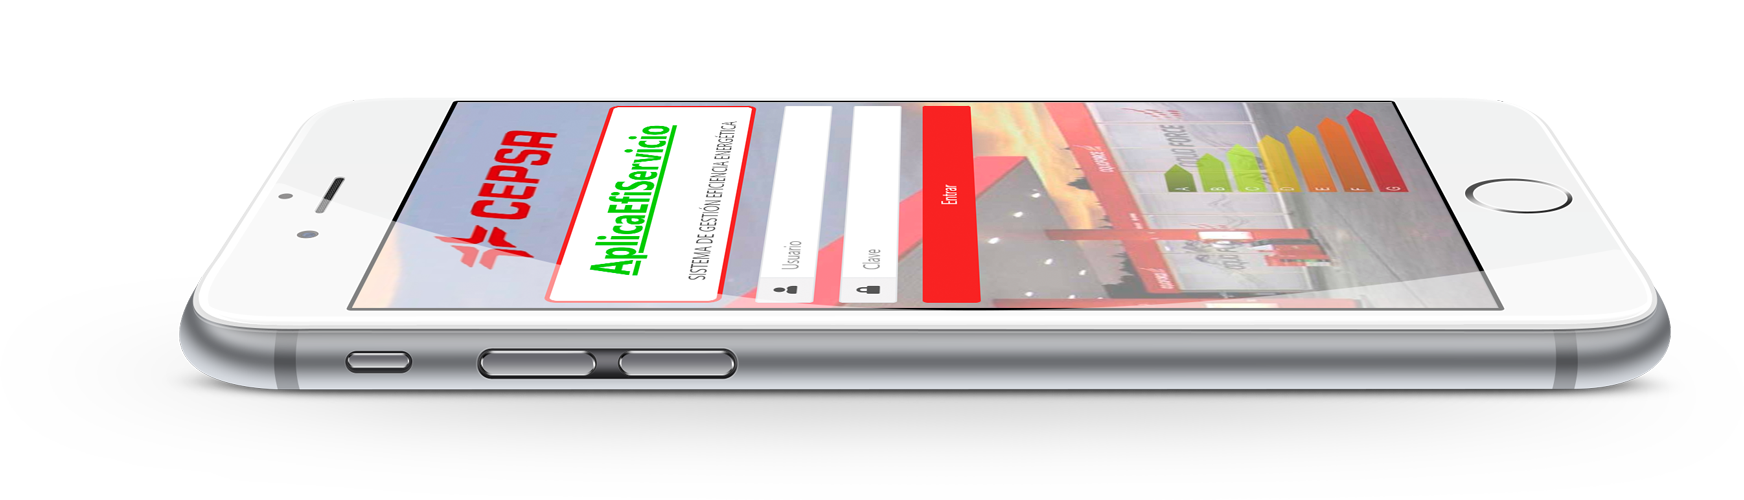 CEPSA
AplicaEfiServicio
SISTEMA DE GESTIÓN EFICIENCIA ENERGÉTICA
Usuario
Clave
Entrar
A
B
C
D
E
F
G